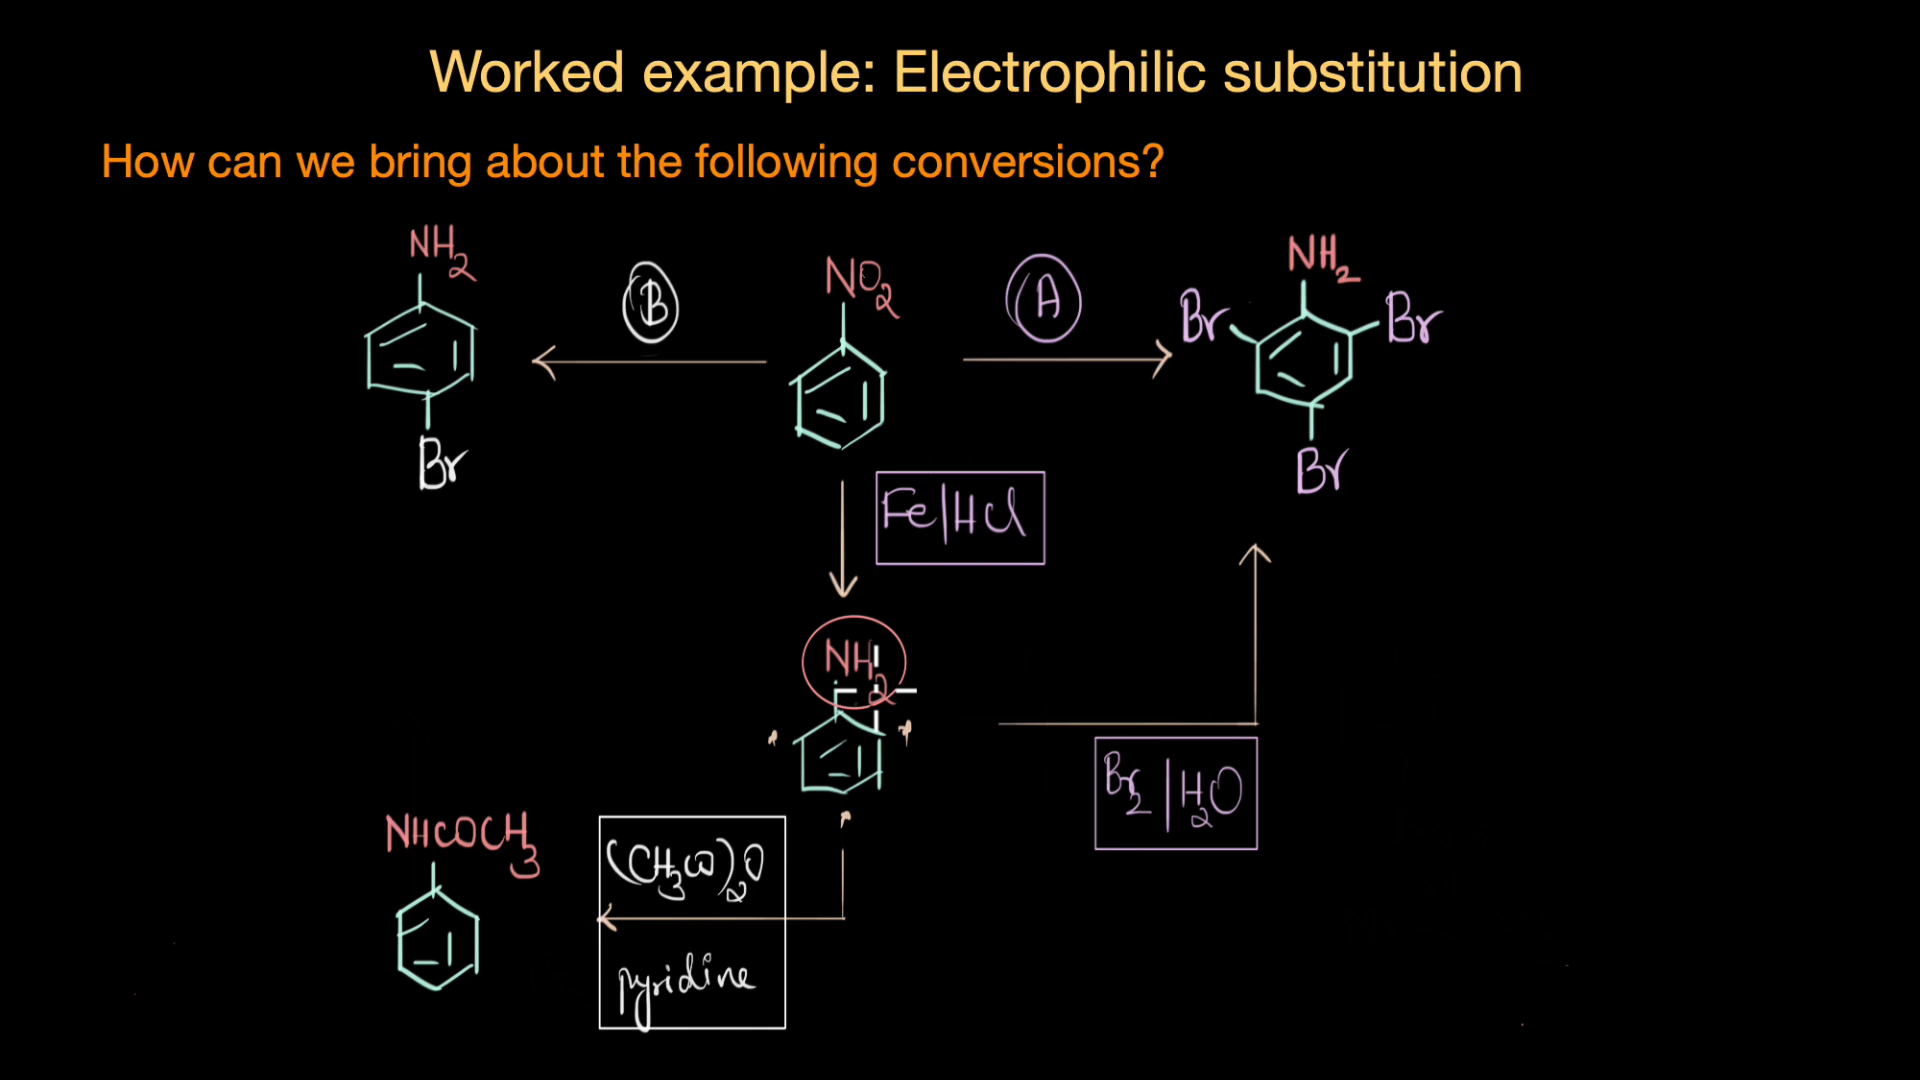 Worked example: Electrophilic substitution
How can we bring about the following conversions?
NH2
Br
B
NO2
A
NH2
Br
Br
Br
Fe|HCl
NH2
Br2|H2O
NHCOCH3
(CH3CO)2O
pyridine